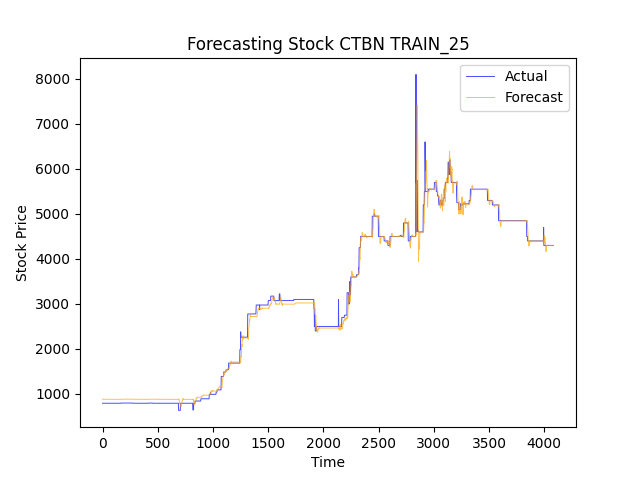 Forecasting Stock CTBN TRAIN_25
Actual
Forecast
8000
7000
6000
5000
4000
3000
2000
1000
Stock Price
0 500 1000 1500 2000 2500 3000 3500 4000
Time